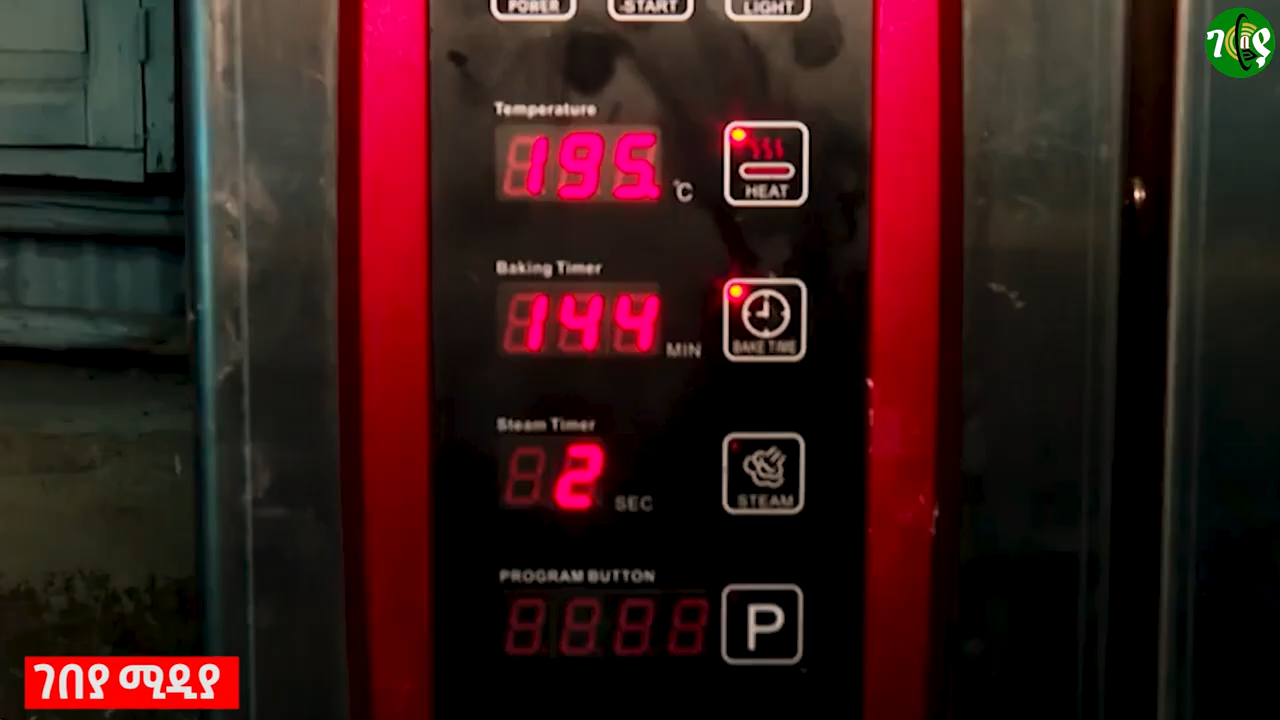 POWER
START
LIGHT
ገበያ
Temperature
195.
°C
HEAT
Baking Timer
144
MIN
BAKE TIME
Steam Timer
2
SEC
STEAM
PROGRAM BUTTON
P
ገበያ ሚዲያ